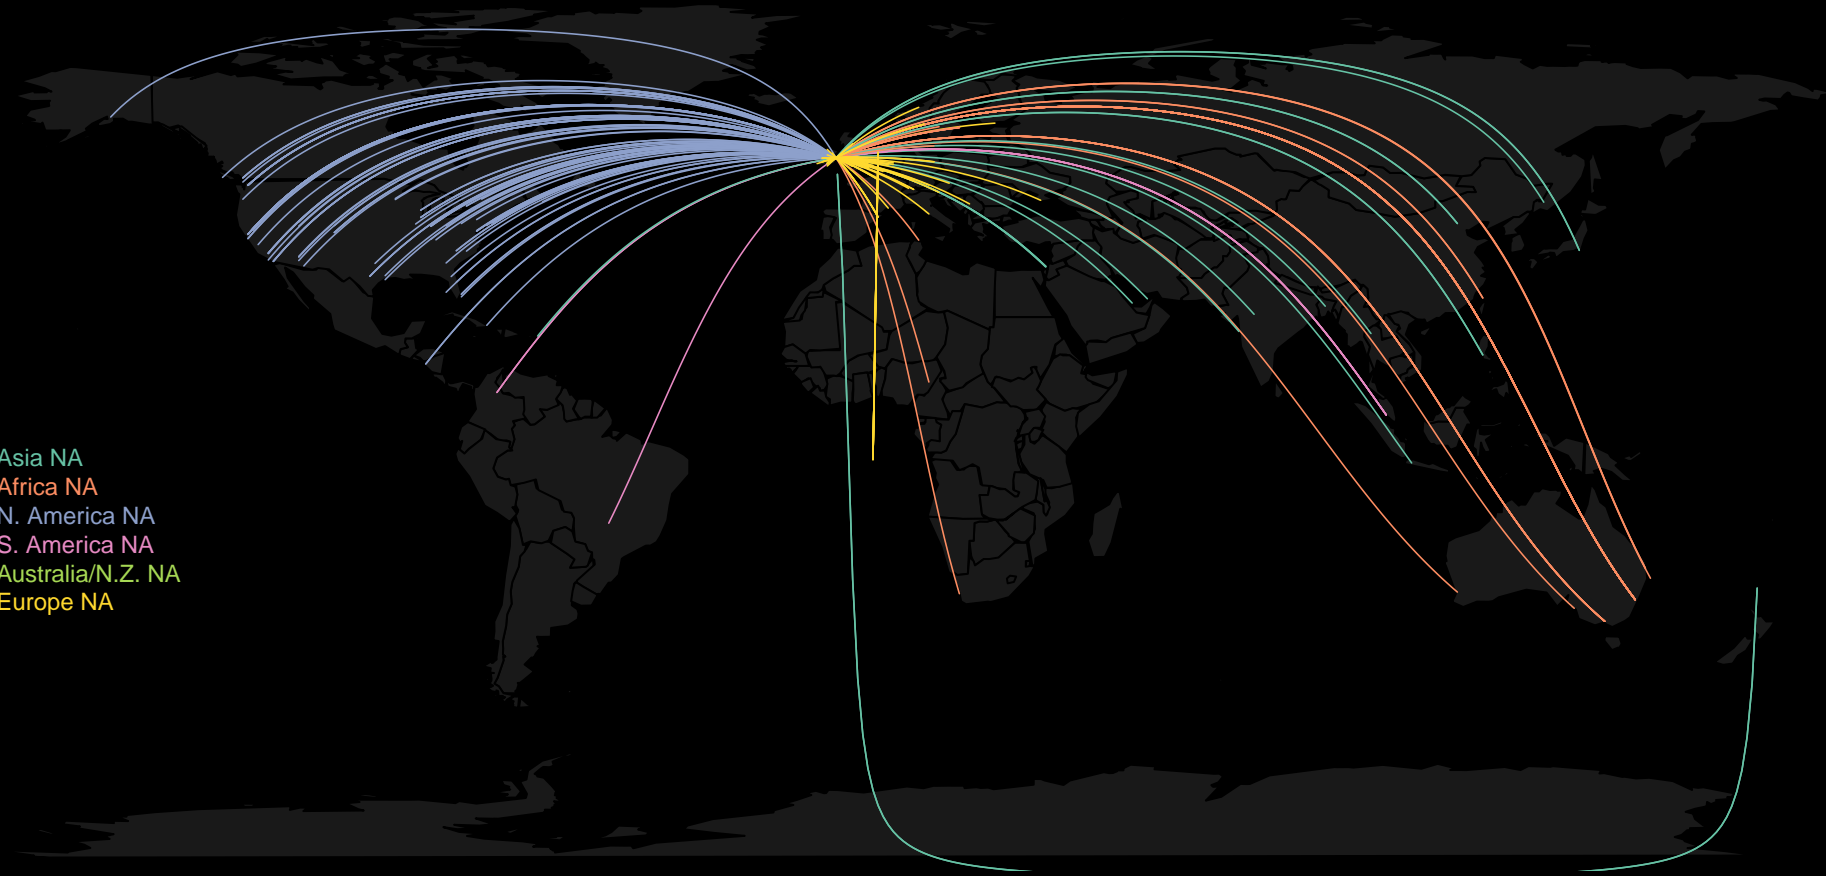 Asia NA
Africa NA
N. America NA
S. America NA
Australia/N.Z. NA
Europe NA